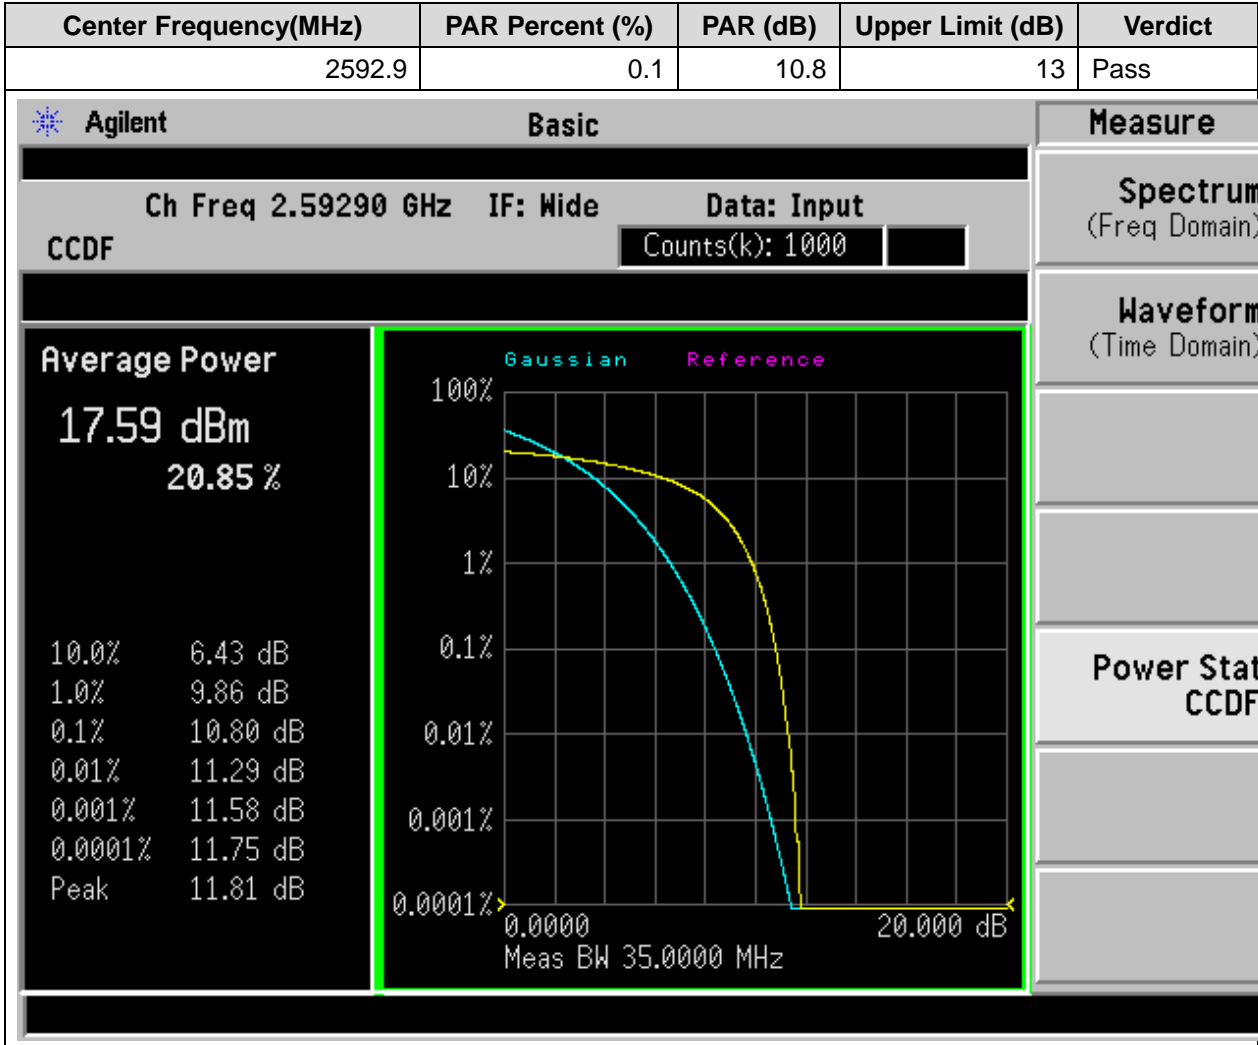 Center Frequency(MHz) PAR Percent (%) PAR (dB) Upper Limit (dB) Verdict
2592.9 0.1 10.8 13 Pass
Agilent Basic Measure
Ch Freq 2.59290 GHz IF: Wide Data: Input
CCDF Counts(k): 1000
Spectrum
(Freq Domain)
Waveform
(Time Domain)
Power Stat
CCDF
Average Power
17.59 dBm
20.85 %
10.0% 6.43 dB
1.0% 9.86 dB
0.1% 10.80 dB
0.01% 11.29 dB
0.001% 11.58 dB
0.0001% 11.75 dB
Peak 11.81 dB
Gaussian Reference
100%
10%
1%
0.1%
0.01%
0.001%
0.0001%
0.0000 20.000 dB
Meas BW 35.0000 MHz